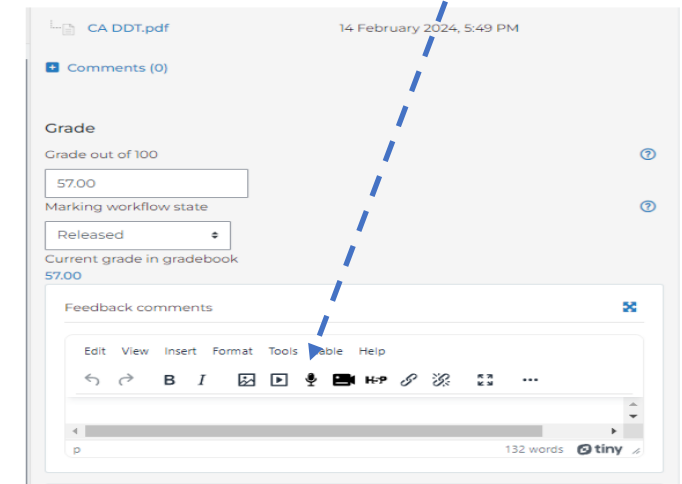 CA DDT.pdf 14 February 2024, 5:49 PM
Comments (0)
Grade
Grade out of 100
57.00
Marking workflow state
Released
Current grade in gradebook
57.00
Feedback comments
Edit View Insert Format Tools Table Help
B I H-P
p 132 words tiny